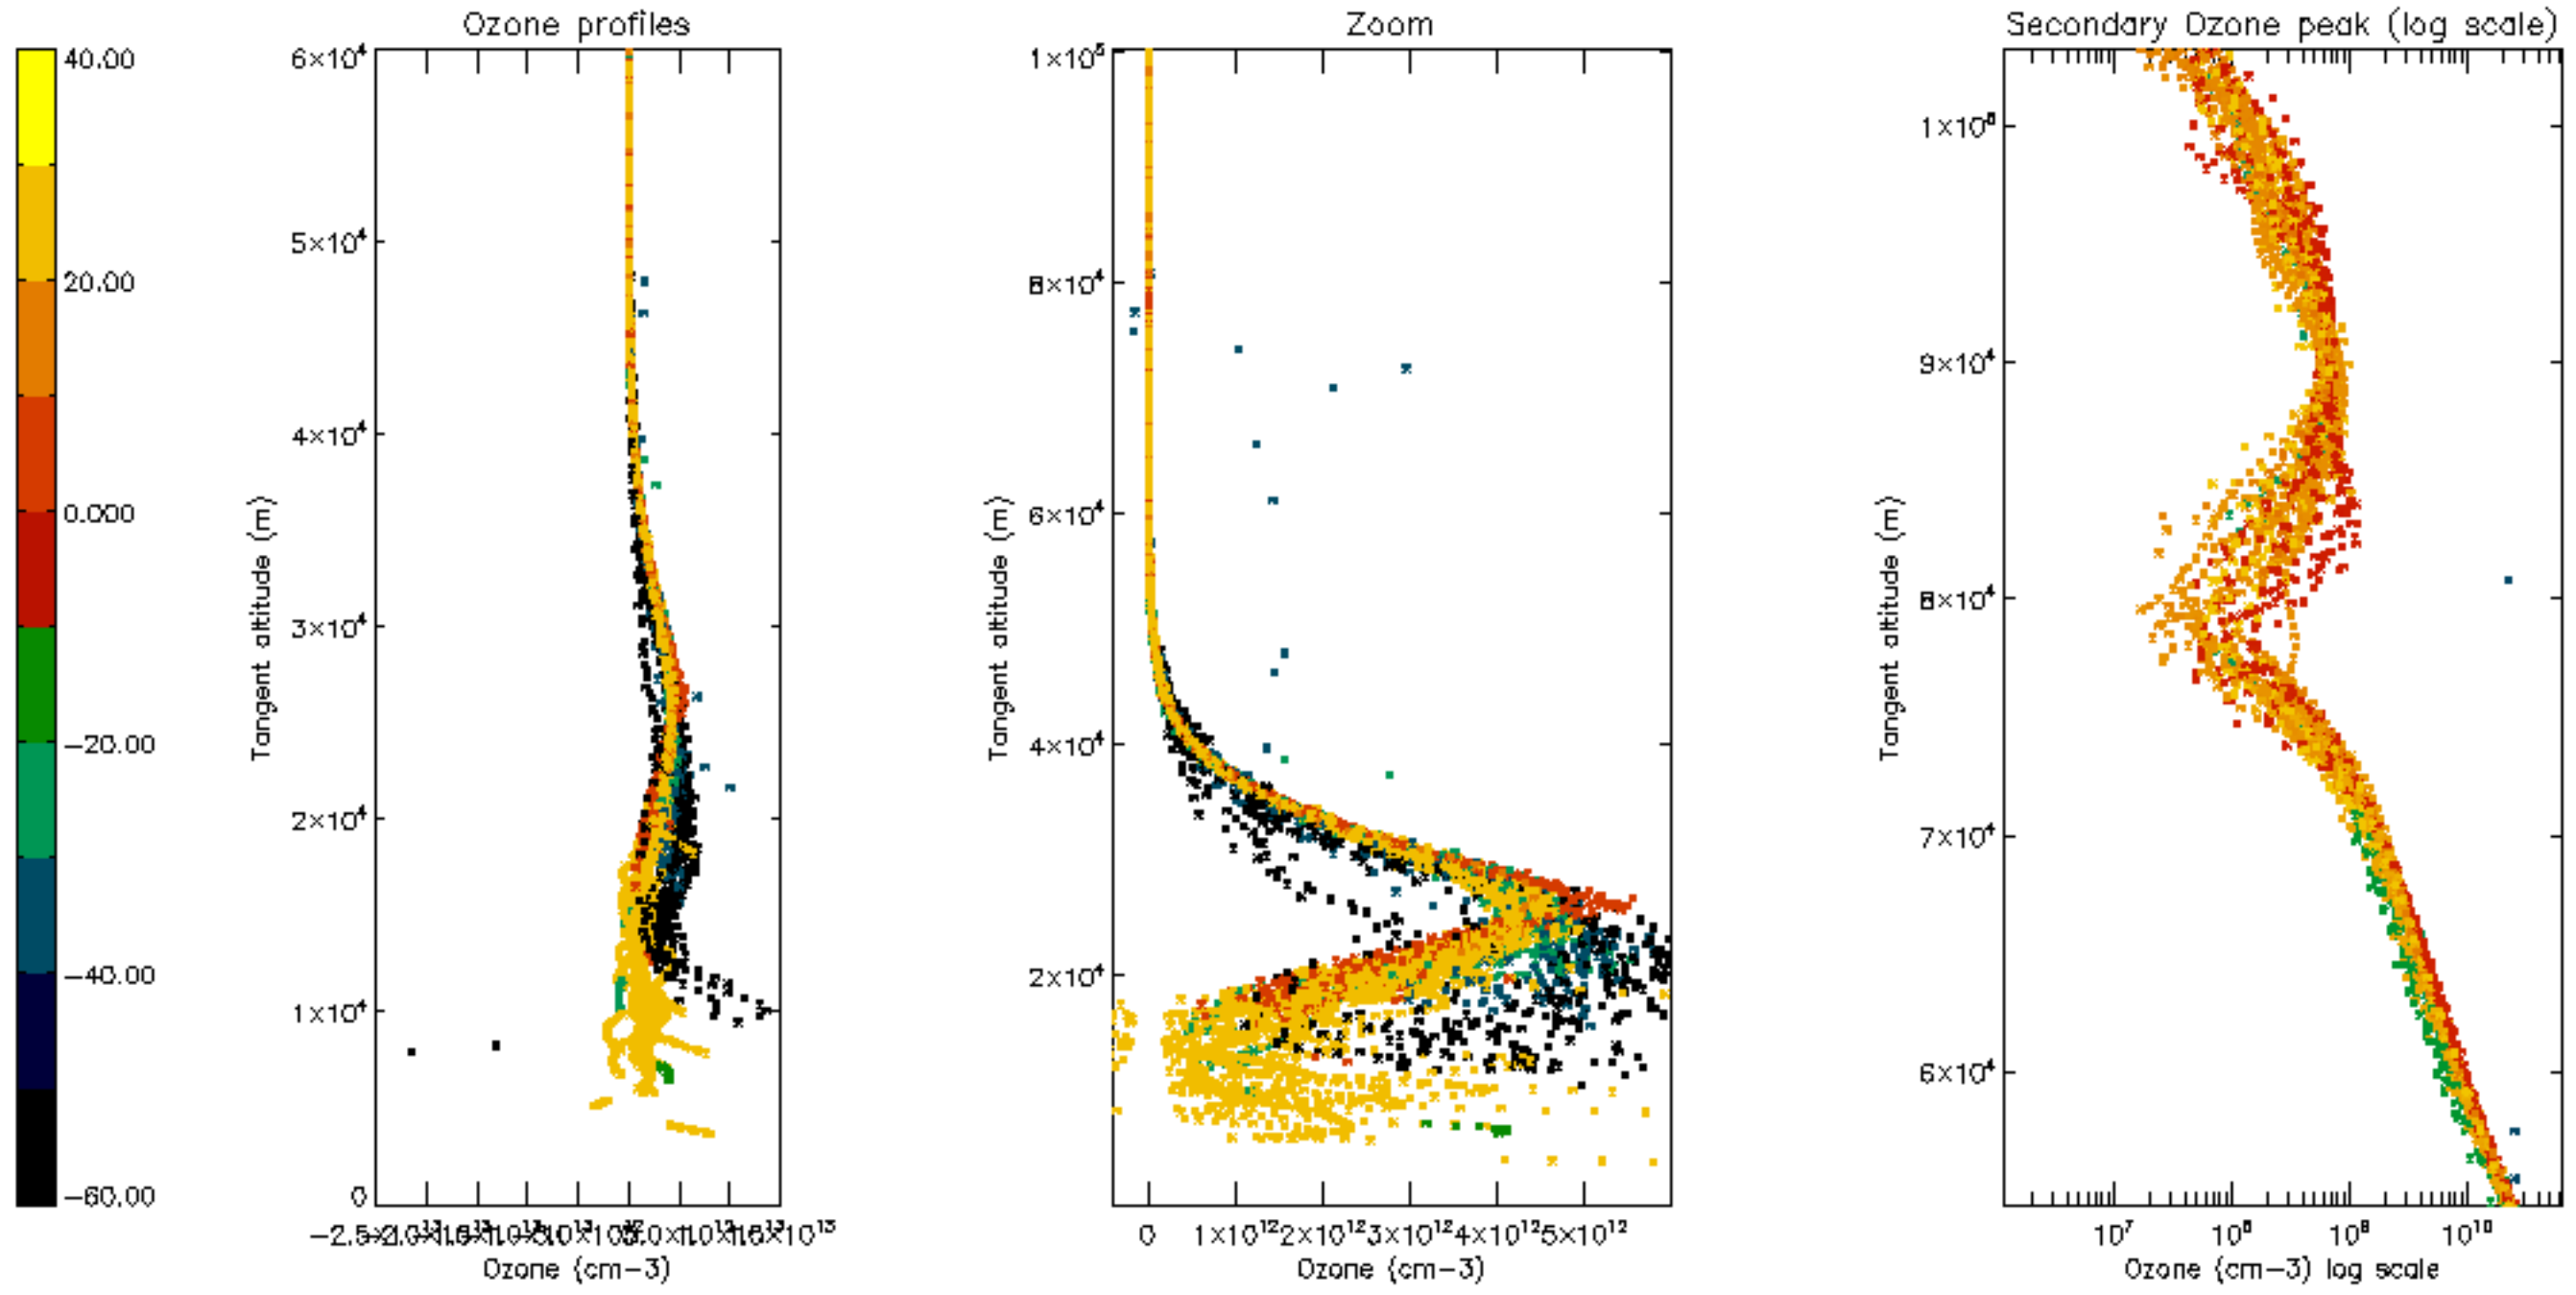 Ozone profiles
Zoom
Secondary Ozone peak (log scale)
40.00
20.00
0.000
−20.00
−40.00
−60.00
6×10⁴
5×10⁴
4×10⁴
3×10⁴
2×10⁴
1×10⁴
0
Tangent altitude (m)
Ozone (cm−3)
1×10⁵
8×10⁴
6×10⁴
4×10⁴
2×10⁴
Tangent altitude (m)
0 1×10¹² 2×10¹² 3×10¹² 4×10¹² 5×10¹²
Ozone (cm−3)
1×10⁵
9×10⁴
8×10⁴
7×10⁴
6×10⁴
Tangent altitude (m)
10⁷ 10⁸ 10⁹ 10¹⁰
Ozone (cm−3) log scale